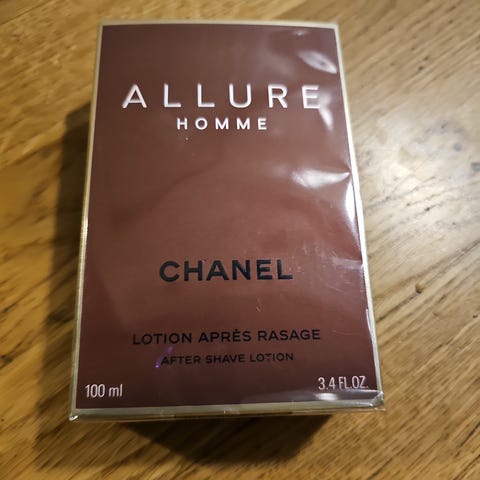 ALLURE
HOMME
CHANEL
LOTION APRÈS RASAGE
AFTER SHAVE LOTION
100 ml 3.4 FL.OZ.